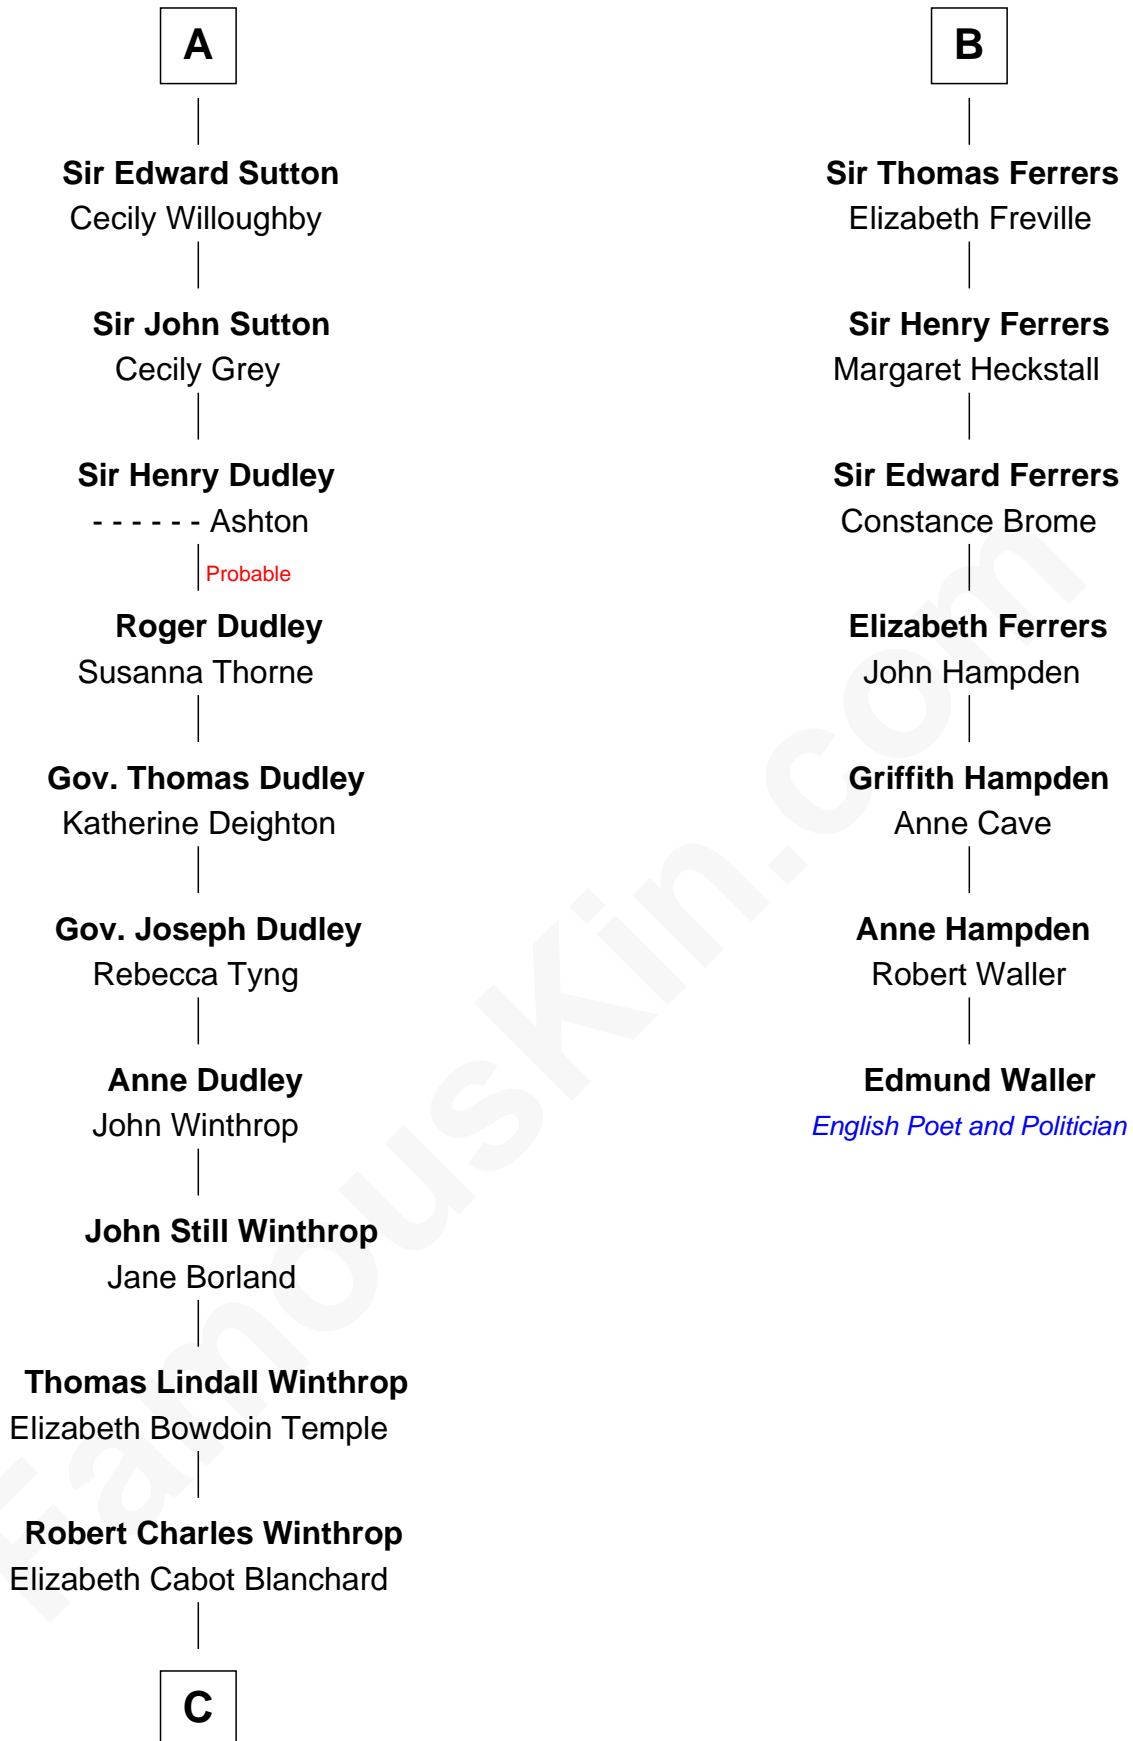 A
Sir Edward Sutton
Cecily Willoughby
Sir John Sutton
Cecily Grey
Sir Henry Dudley
- - - - - - Ashton
Probable
Roger Dudley
Susanna Thorne
Gov. Thomas Dudley
Katherine Deighton
Gov. Joseph Dudley
Rebecca Tyng
Anne Dudley
John Winthrop
John Still Winthrop
Jane Borland
Thomas Lindall Winthrop
Elizabeth Bowdoin Temple
Robert Charles Winthrop
Elizabeth Cabot Blanchard
C
B
Sir Thomas Ferrers
Elizabeth Freville
Sir Henry Ferrers
Margaret Heckstall
Sir Edward Ferrers
Constance Brome
Elizabeth Ferrers
John Hampden
Griffith Hampden
Anne Cave
Anne Hampden
Robert Waller
Edmund Waller
English Poet and Politician
FamousKin.com